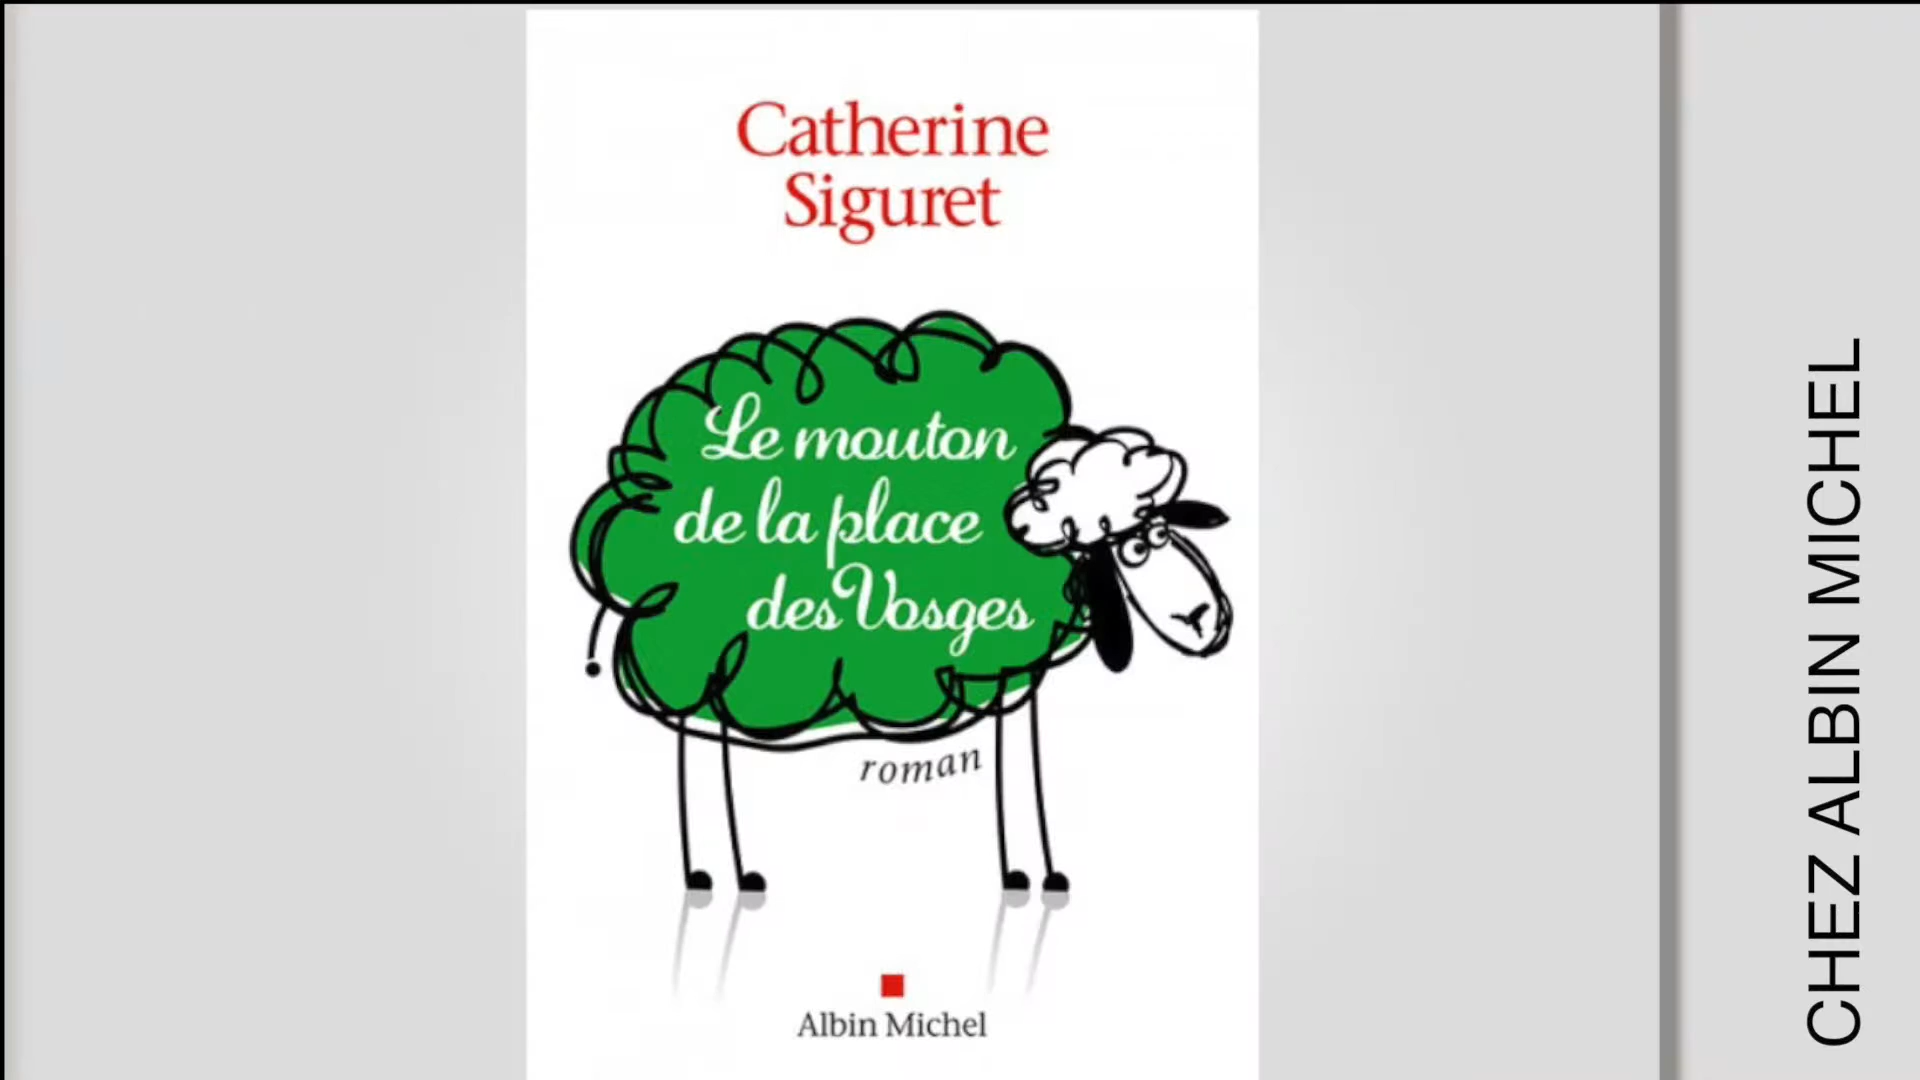 Catherine
Siguret
Le mouton
de la place
des Vosges
roman
Albin Michel
CHEZ ALBIN MICHEL